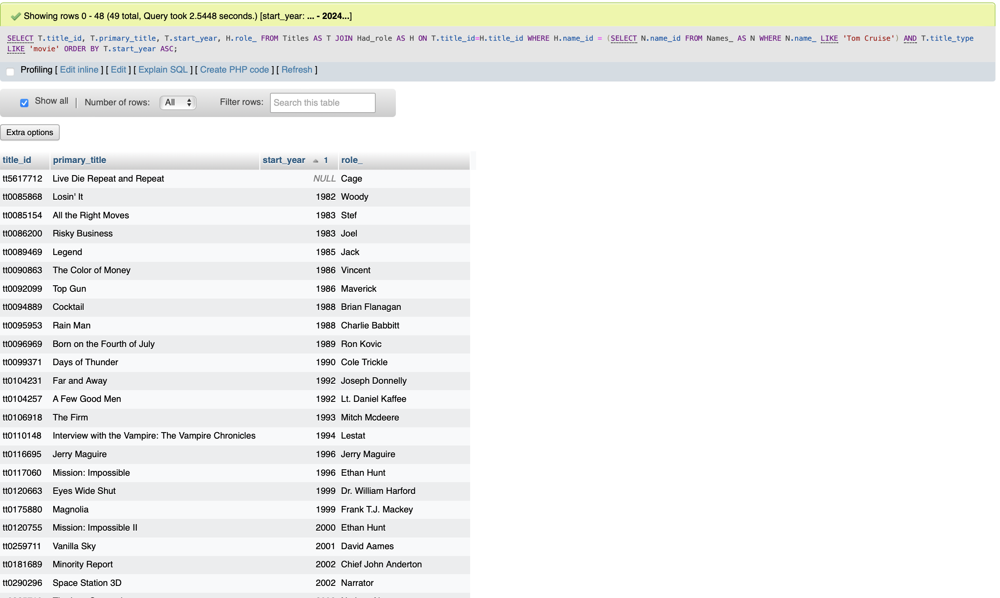 Showing rows 0 - 48 (49 total, Query took 2.5448 seconds.) [start_year: ... - 2024...]
SELECT T.title_id, T.primary_title, T.start_year, H.role_ FROM Titles AS T JOIN Had_role AS H ON T.title_id=H.title_id WHERE H.name_id = (SELECT N.name_id FROM Names_ AS N WHERE N.name_ LIKE 'Tom Cruise') AND T.title_type
LIKE 'movie' ORDER BY T.start_year ASC;
Profiling [ Edit inline ] [ Edit ] [ Explain SQL ] [ Create PHP code ] [ Refresh ]
Show all | Number of rows: All Filter rows: Search this table
Extra options
title_id primary_title start_year 1 role_
tt5617712 Live Die Repeat and Repeat NULL Cage
tt0085868 Losin' It 1982 Woody
tt0085154 All the Right Moves 1983 Stef
tt0086200 Risky Business 1983 Joel
tt0089469 Legend 1985 Jack
tt0090863 The Color of Money 1986 Vincent
tt0092099 Top Gun 1986 Maverick
tt0094889 Cocktail 1988 Brian Flanagan
tt0095953 Rain Man 1988 Charlie Babbitt
tt0096969 Born on the Fourth of July 1989 Ron Kovic
tt0099371 Days of Thunder 1990 Cole Trickle
tt0104231 Far and Away 1992 Joseph Donnelly
tt0104257 A Few Good Men 1992 Lt. Daniel Kaffee
tt0106918 The Firm 1993 Mitch Mcdeere
tt0110148 Interview with the Vampire: The Vampire Chronicles 1994 Lestat
tt0116695 Jerry Maguire 1996 Jerry Maguire
tt0117060 Mission: Impossible 1996 Ethan Hunt
tt0120663 Eyes Wide Shut 1999 Dr. William Harford
tt0175880 Magnolia 1999 Frank T.J. Mackey
tt0120755 Mission: Impossible II 2000 Ethan Hunt
tt0259711 Vanilla Sky 2001 David Aames
tt0181689 Minority Report 2002 Chief John Anderton
tt0290296 Space Station 3D 2002 Narrator